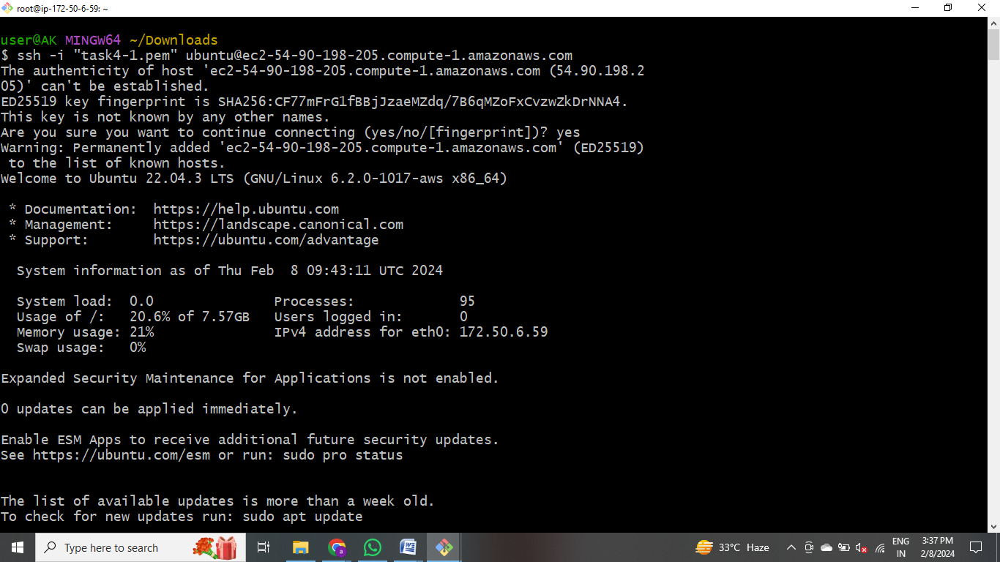 root@ip-172-50-6-59: ~
user@AK MINGW64 ~/Downloads
$ ssh -i "task4-1.pem" ubuntu@ec2-54-90-198-205.compute-1.amazonaws.com
The authenticity of host 'ec2-54-90-198-205.compute-1.amazonaws.com (54.90.198.2
05)' can't be established.
ED25519 key fingerprint is SHA256:CF77mFrG1fBBjJzaeMZdq/7B6qMZoFxCvzwZkDrNNA4.
This key is not known by any other names.
Are you sure you want to continue connecting (yes/no/[fingerprint])? yes
Warning: Permanently added 'ec2-54-90-198-205.compute-1.amazonaws.com' (ED25519)
 to the list of known hosts.
Welcome to Ubuntu 22.04.3 LTS (GNU/Linux 6.2.0-1017-aws x86_64)
 * Documentation:  https://help.ubuntu.com
 * Management:     https://landscape.canonical.com
 * Support:        https://ubuntu.com/advantage
  System information as of Thu Feb  8 09:43:11 UTC 2024
  System load:  0.0               Processes:             95
  Usage of /:   20.6% of 7.57GB   Users logged in:       0
  Memory usage: 21%               IPv4 address for eth0: 172.50.6.59
  Swap usage:   0%
Expanded Security Maintenance for Applications is not enabled.
0 updates can be applied immediately.
Enable ESM Apps to receive additional future security updates.
See https://ubuntu.com/esm or run: sudo pro status
The list of available updates is more than a week old.
To check for new updates run: sudo apt update
Type here to search
33°C Haze
ENG
IN
3:37 PM
2/8/2024